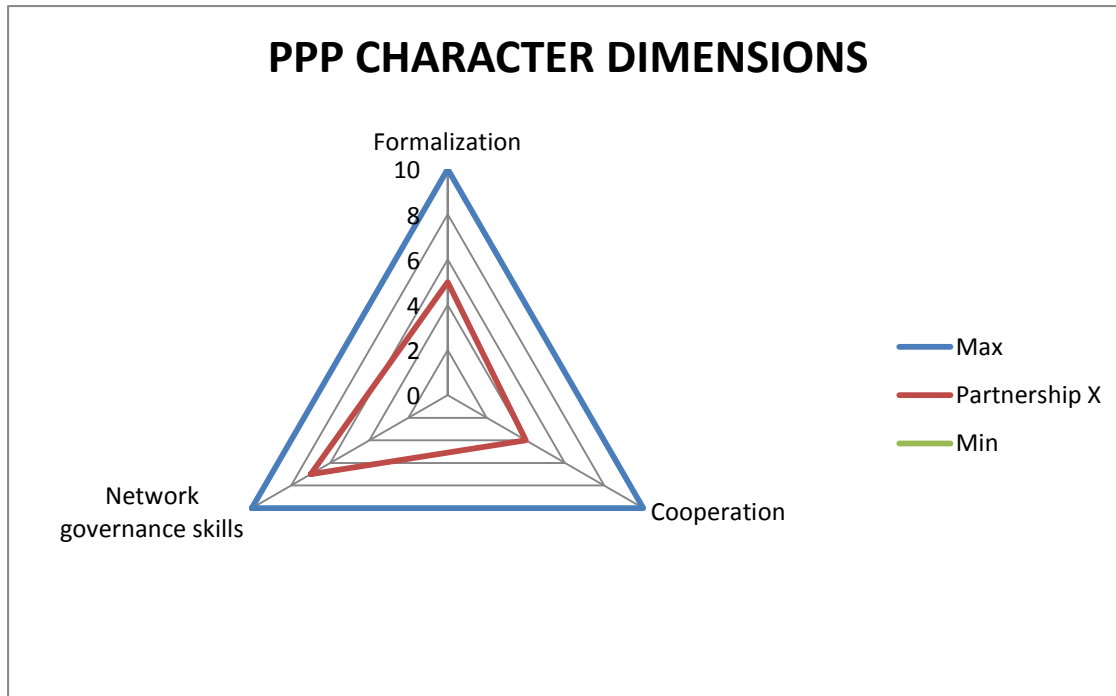 PPP CHARACTER DIMENSIONS
Formalization
10
8
6
4
2
0
Network
governance skills
Cooperation
Max
Partnership X
Min